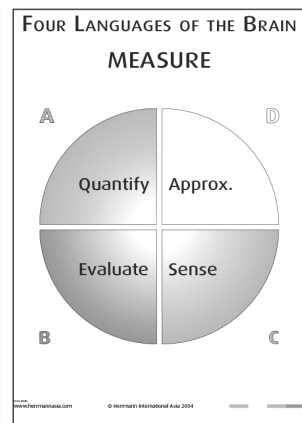 FOUR LANGUAGES OF THE BRAIN
MEASURE
A D
Quantify Approx.
Evaluate Sense
B C
www.herrmannasia.com © Herrmann International Asia 2004